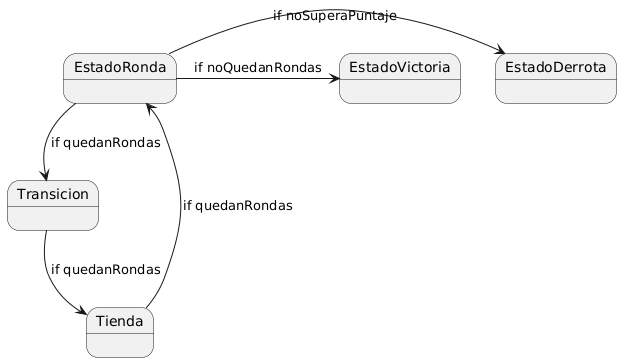 if noSuperaPuntaje
EstadoRonda
if noQuedanRondas
EstadoVictoria
EstadoDerrota
if quedanRondas
Transicion
if quedanRondas
if quedanRondas
Tienda